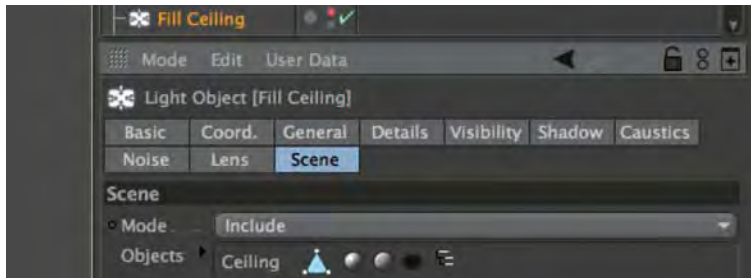 Fill Ceiling
Mode Edit User Data
Light Object [Fill Ceiling]
Basic Coord. General Details Visibility Shadow Caustics
Noise Lens Scene
Scene
Mode Include
Objects Ceiling